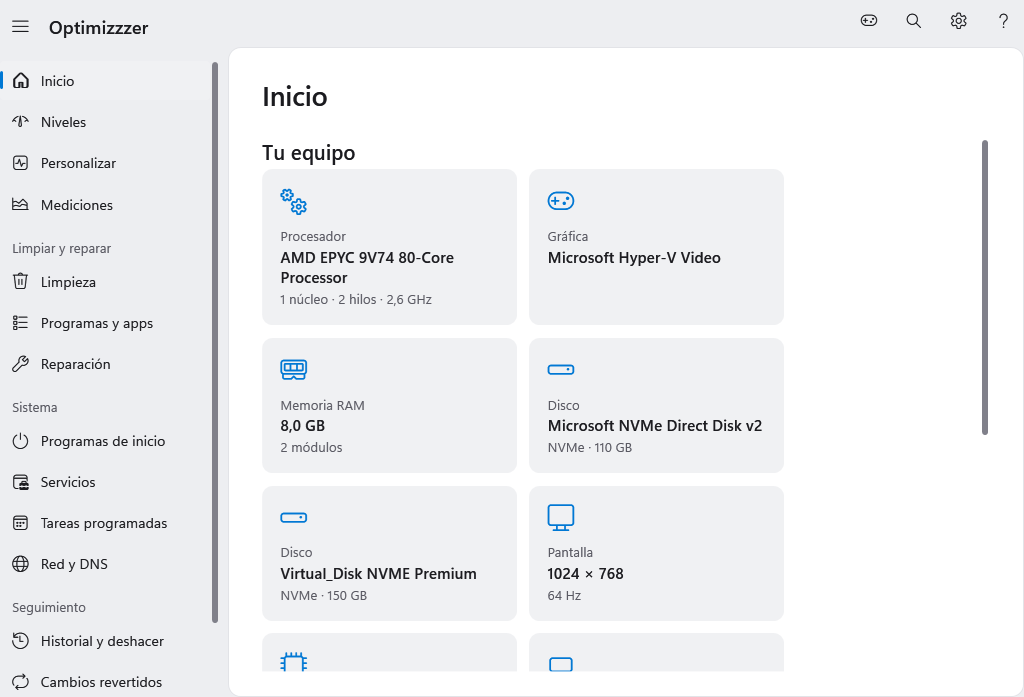 Optimizzzer
?
Inicio
Niveles
Personalizar
Mediciones
Limpiar y reparar
Limpieza
Programas y apps
Reparación
Sistema
Programas de inicio
Servicios
Tareas programadas
Red y DNS
Seguimiento
Historial y deshacer
Cambios revertidos
Inicio
Tu equipo
Procesador
AMD EPYC 9V74 80-Core
Processor
1 núcleo · 2 hilos · 2,6 GHz
Gráfica
Microsoft Hyper-V Video
Memoria RAM
8,0 GB
2 módulos
Disco
Microsoft NVMe Direct Disk v2
NVMe · 110 GB
Disco
Virtual_Disk NVME Premium
NVMe · 150 GB
Pantalla
1024 × 768
64 Hz